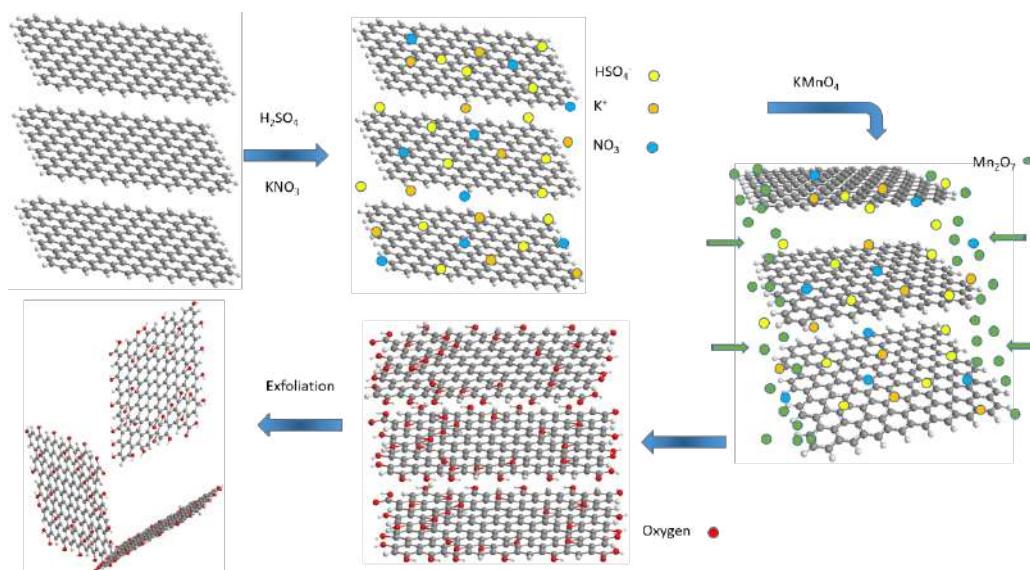 H₂SO₄
KNO₃
HSO₄⁻
K⁺
NO₃
KMnO₄
Mn₂O₇
Exfoliation
Oxygen